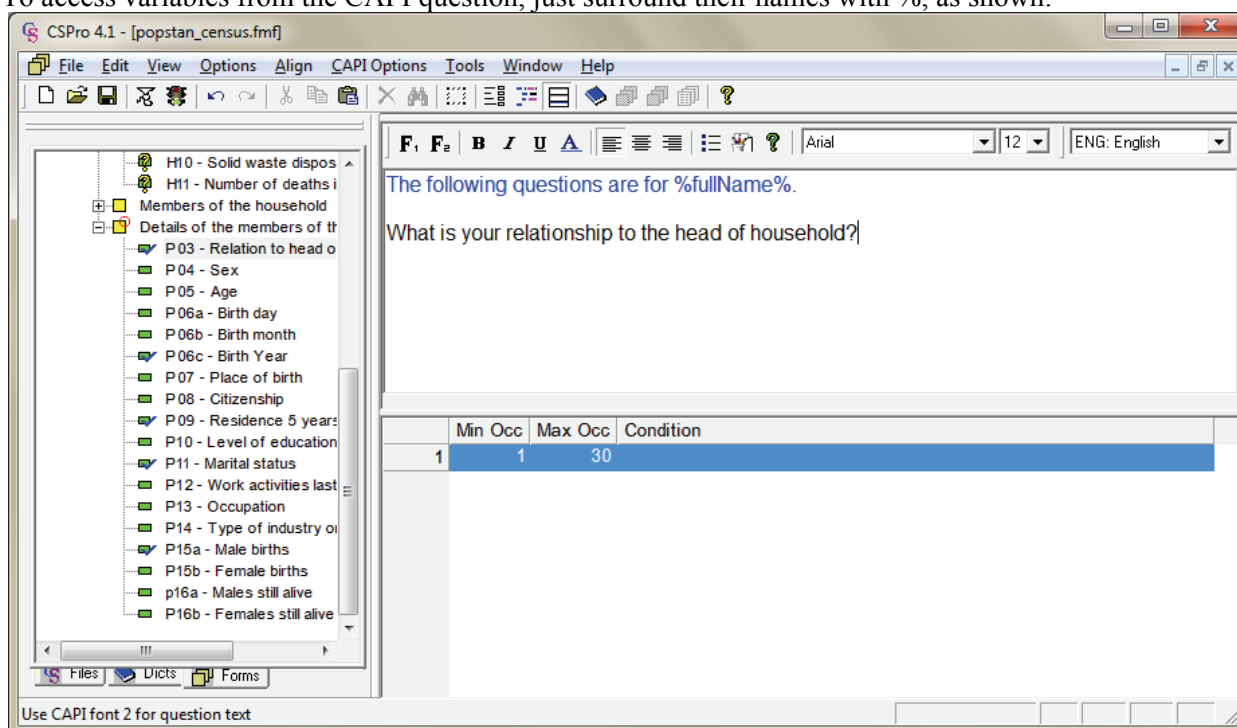 To access variables from the CAPI question, just surround their names with %, as shown:
CSPro 4.1 - [popstan_census.fmf]
File Edit View Options Align CAPI Options Tools Window Help
F1 F2 B I U A Arial 12 ENG: English
H10 - Solid waste dispos
H11 - Number of deaths i
Members of the household
Details of the members of th
P03 - Relation to head o
P04 - Sex
P05 - Age
P06a - Birth day
P06b - Birth month
P06c - Birth Year
P07 - Place of birth
P08 - Citizenship
P09 - Residence 5 years
P10 - Level of education
P11 - Marital status
P12 - Work activities last
P13 - Occupation
P14 - Type of industry or
P15a - Male births
P15b - Female births
p16a - Males still alive
P16b - Females still alive
Files Dicts Forms
The following questions are for %fullName%.
What is your relationship to the head of household?
Min Occ Max Occ Condition
1 1 30
Use CAPI font 2 for question text